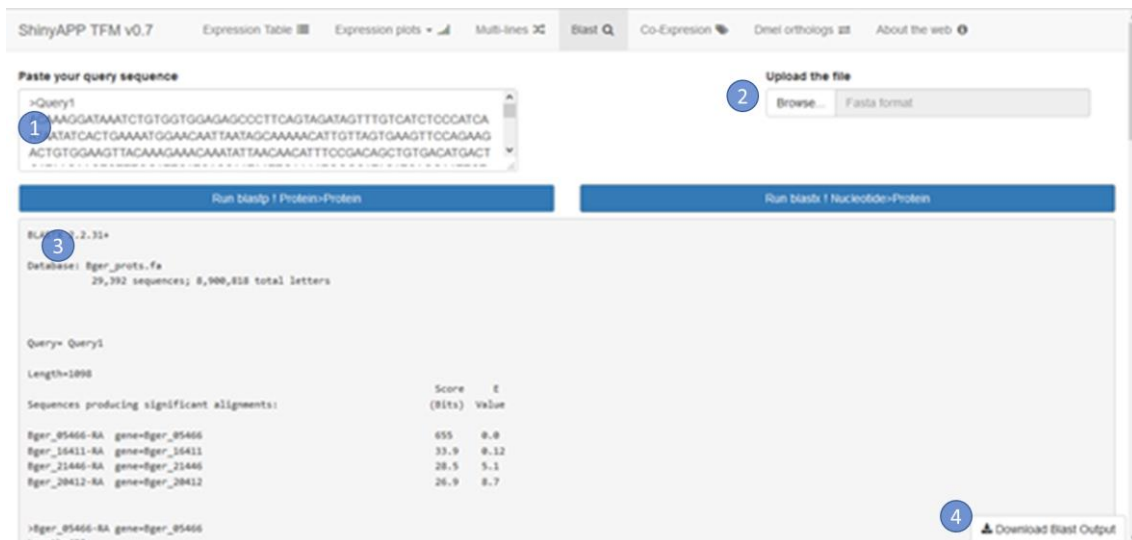 ShinyAPP TFM v0.7 Expression Table Expression plots Multi-lines Blast Co-Expresion Dmel orthologs About the web
Paste your query sequence Upload the file
>Query1
1
AAAGGATAAATCTGTGGTGGAGAGCCCTTCAGTAGATAGTTTGTCATCTCCCATCA
ATATCACTGAAAATGGAACAATTAATAGCAAAAACATTGTTAGTGAAGTTCCAGAAG
ACTGTGGAAGTTACAAAGAAACAAATATTAACAACATTTCCGACAGCTGTGACATGACT
2
Browse... Fasta format
Run blastp ! Protein>Protein Run blastx ! Nucleotide>Protein
3
2.2.31+
Database: Bger_prots.fa
29,392 sequences; 8,900,818 total letters
Query= Query1
Length=1098
Score E
Sequences producing significant alignments: (Bits) Value
Bger_05466-RA gene=Bger_05466 655 0.0
Bger_16411-RA gene=Bger_16411 33.9 0.12
Bger_21446-RA gene=Bger_21446 28.5 5.1
Bger_20412-RA gene=Bger_20412 26.9 8.7
>Bger_05466-RA gene=Bger_05466
4
Download Blast Output